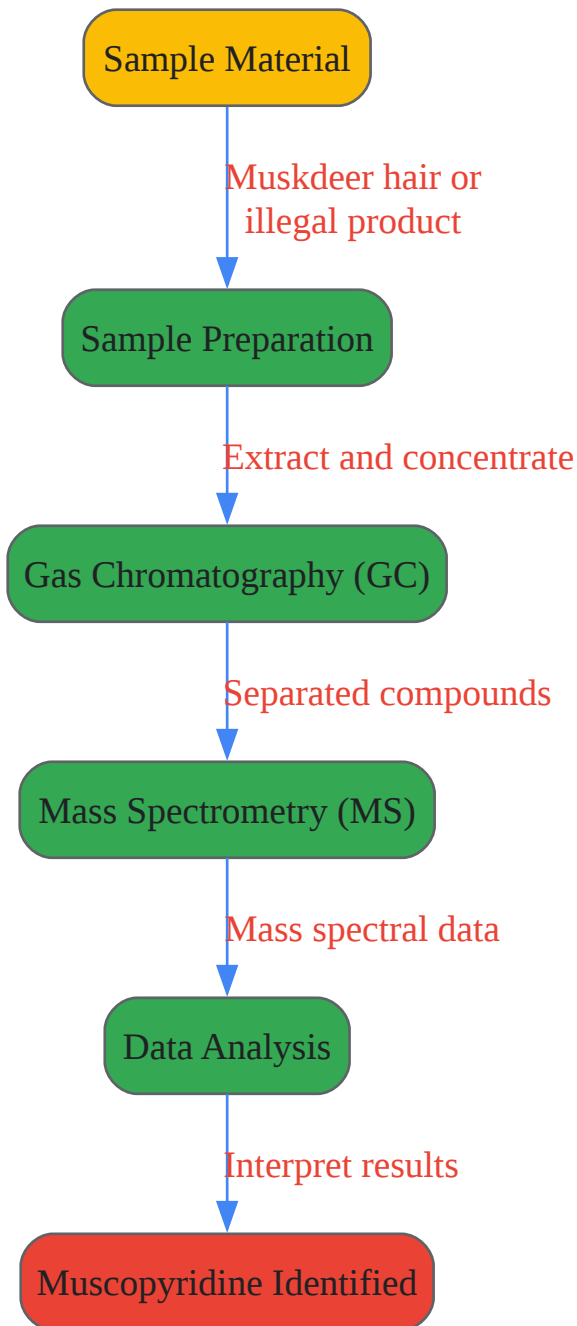 Sample Material
Muskdeer hair or
illegal product
Sample Preparation
Extract and concentrate
Gas Chromatography (GC)
Separated compounds
Mass Spectrometry (MS)
Mass spectral data
Data Analysis
Interpret results
Muscopyridine Identified